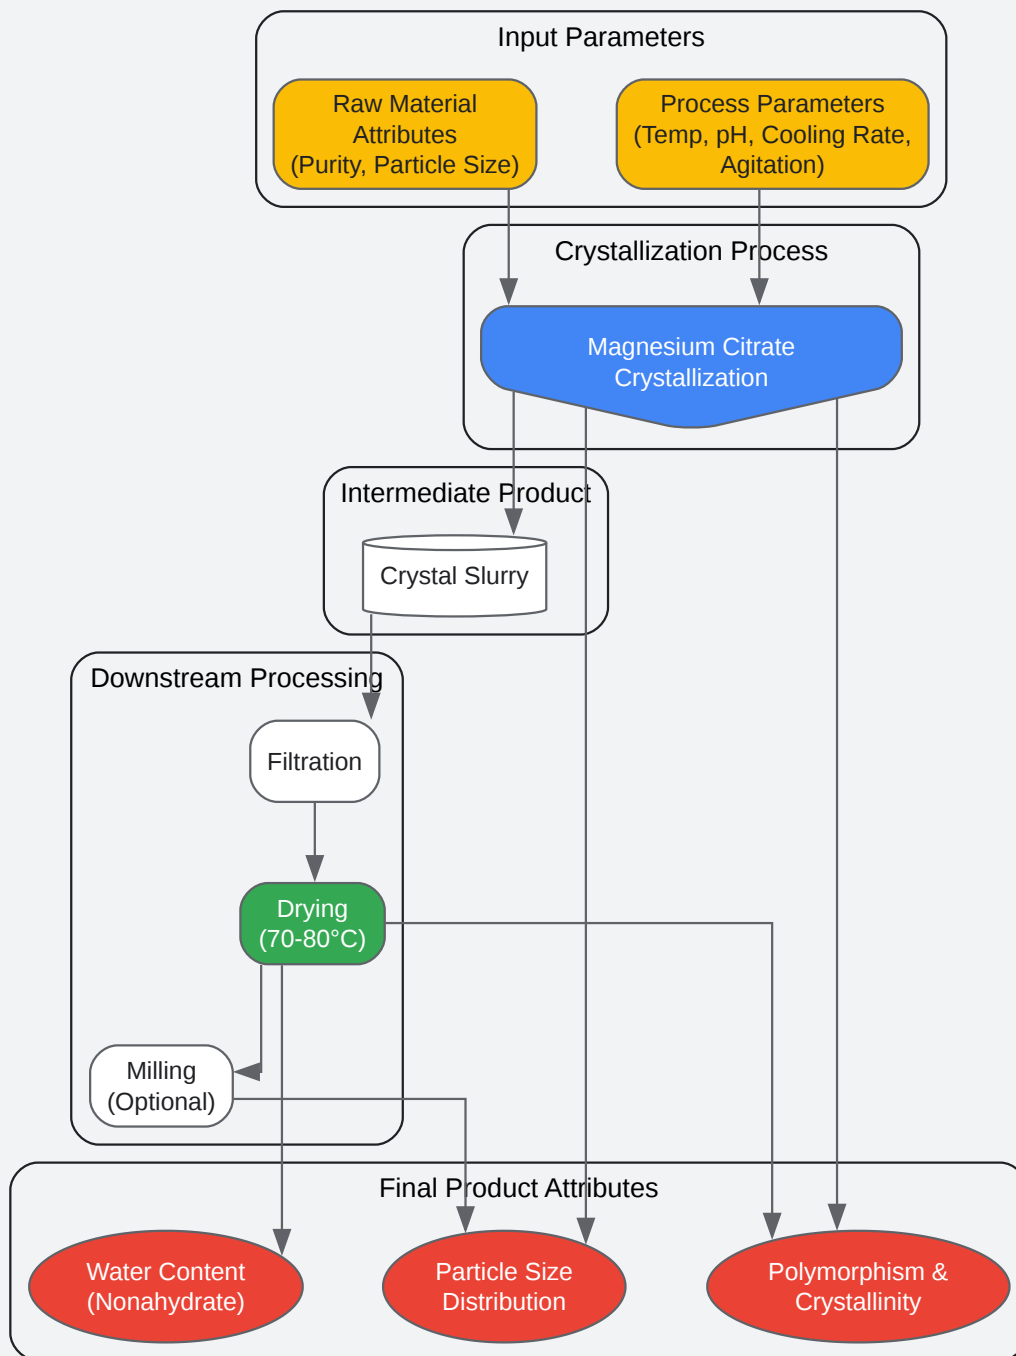 Input Parameters
Raw Material
Attributes
(Purity, Particle Size)
Process Parameters
(Temp, pH, Cooling Rate,
Agitation)
Crystallization Process
Magnesium Citrate
Crystallization
Intermediate Product
Crystal Slurry
Downstream Processing
Filtration
Drying
(70-80°C)
Milling
(Optional)
Final Product Attributes
Water Content
(Nonahydrate)
Particle Size
Distribution
Polymorphism &
Crystallinity